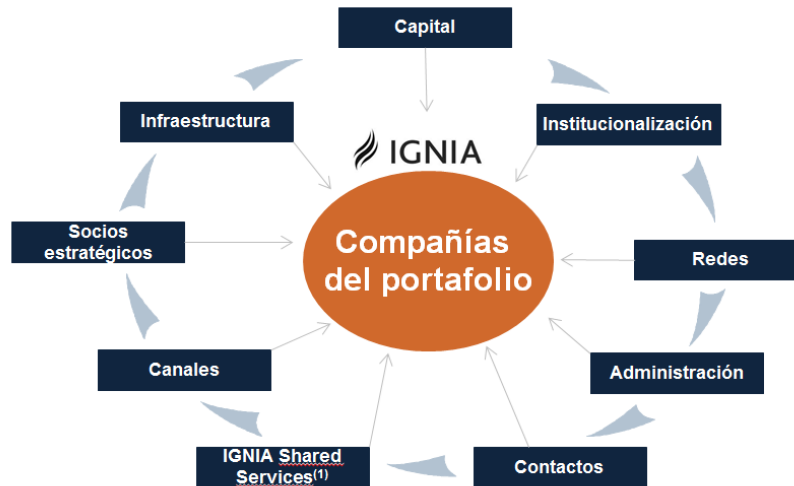 Capital
Infraestructura
Institucionalización
IGNIA
Socios
estratégicos
Compañías
del portafolio
Redes
Canales
Administración
IGNIA Shared
Services(1)
Contactos